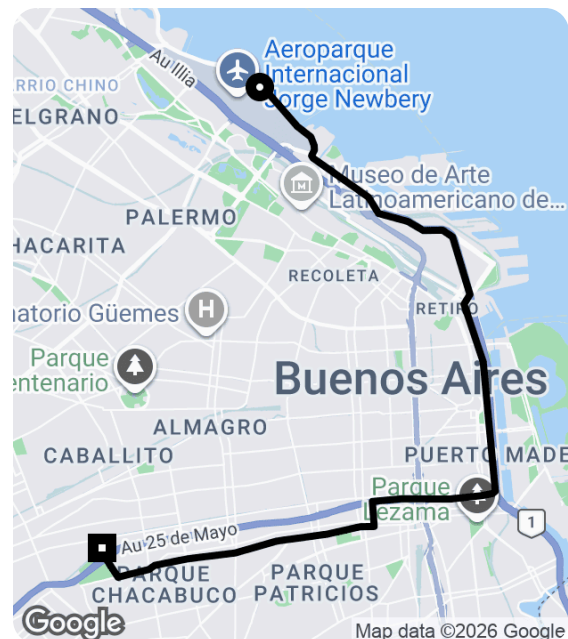 Au Illia
Aeroparque
Internacional
Jorge Newbery
RRIO CHINO
ELGRANO
Museo de Arte
Latinoamericano de...
PALERMO
HACARITA
RECOLETA
RETIRO
natorio Güemes
H
Parque
entenario
Buenos Aires
ALMAGRO
CABALLITO
PUERTO MADE
Parque
Lezama
1
Au 25 de Mayo
PARQUE
CHACABUCO
PARQUE
PATRICIOS
Google
Map data ©2026 Google